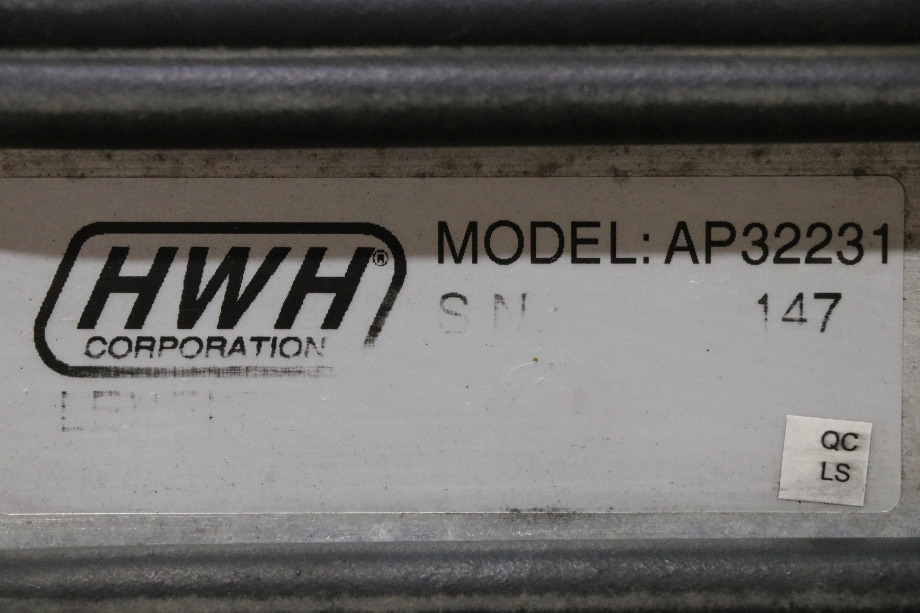 HWH®
CORPORATION
MODEL: AP32231
S N 147
QC
LS